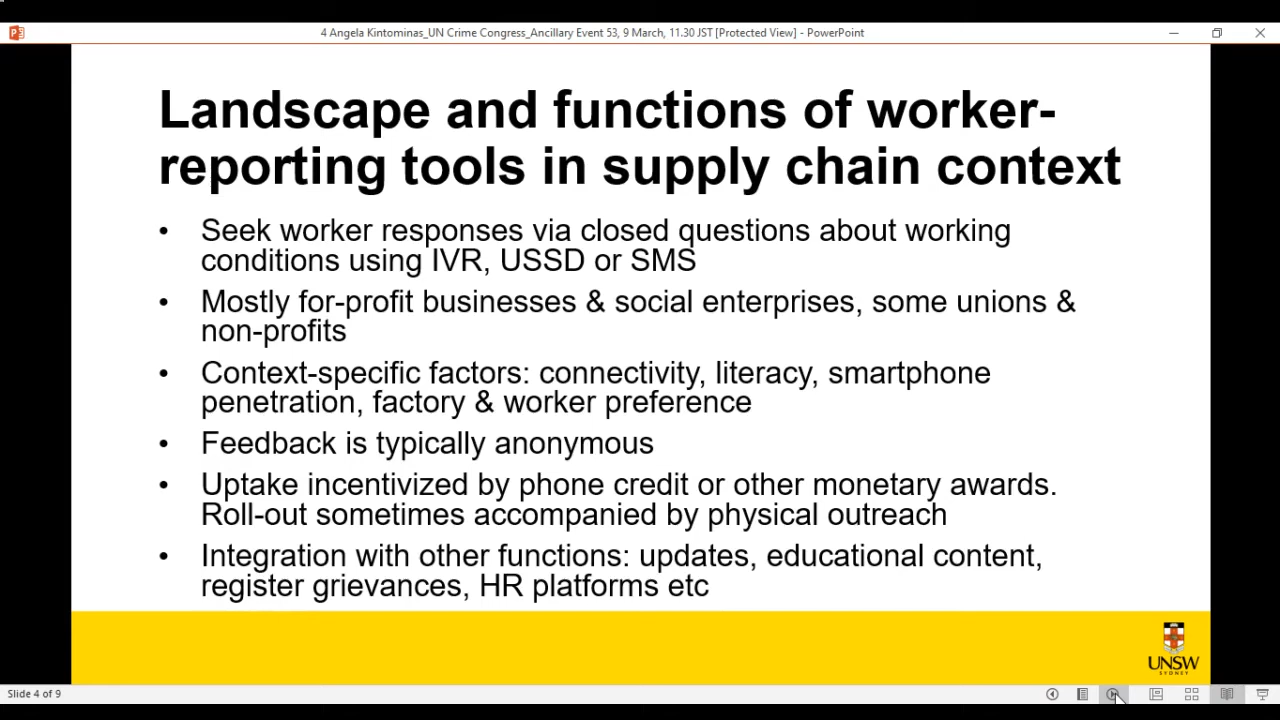 4 Angela Kintominas_UN Crime Congress_Ancillary Event 53, 9 March, 11.30 JST [Protected View] - PowerPoint
Landscape and functions of worker-
reporting tools in supply chain context
• Seek worker responses via closed questions about working
conditions using IVR, USSD or SMS
• Mostly for-profit businesses & social enterprises, some unions &
non-profits
• Context-specific factors: connectivity, literacy, smartphone
penetration, factory & worker preference
• Feedback is typically anonymous
• Uptake incentivized by phone credit or other monetary awards.
Roll-out sometimes accompanied by physical outreach
• Integration with other functions: updates, educational content,
register grievances, HR platforms etc
UNSW
SYDNEY
Slide 4 of 9